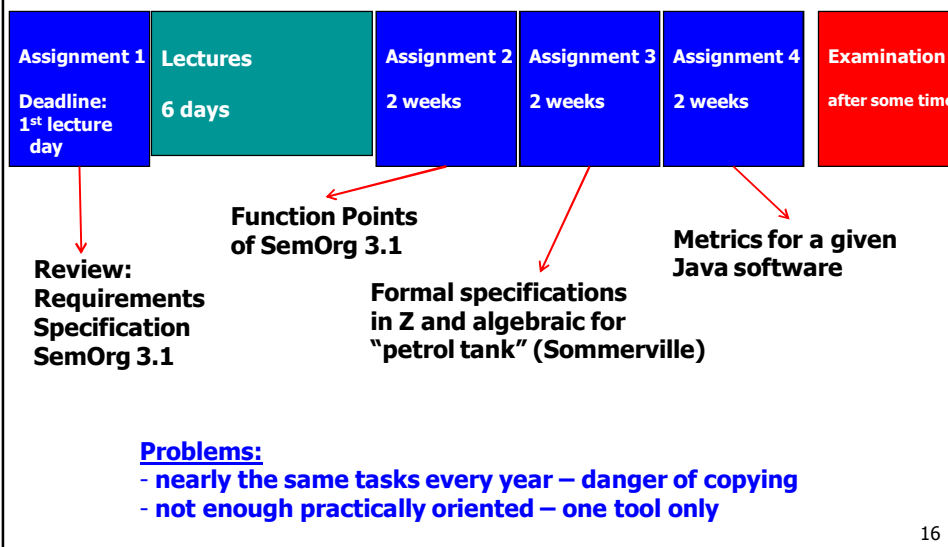 Assignment 1
Deadline:
1st lecture
day
Lectures
6 days
Assignment 2
2 weeks
Assignment 3
2 weeks
Assignment 4
2 weeks
Examination
after some time
Review:
Requirements
Specification
SemOrg 3.1
Function Points
of SemOrg 3.1
Formal specifications
in Z and algebraic for
“petrol tank” (Sommerville)
Metrics for a given
Java software
Problems:
- nearly the same tasks every year – danger of copying
- not enough practically oriented – one tool only
16